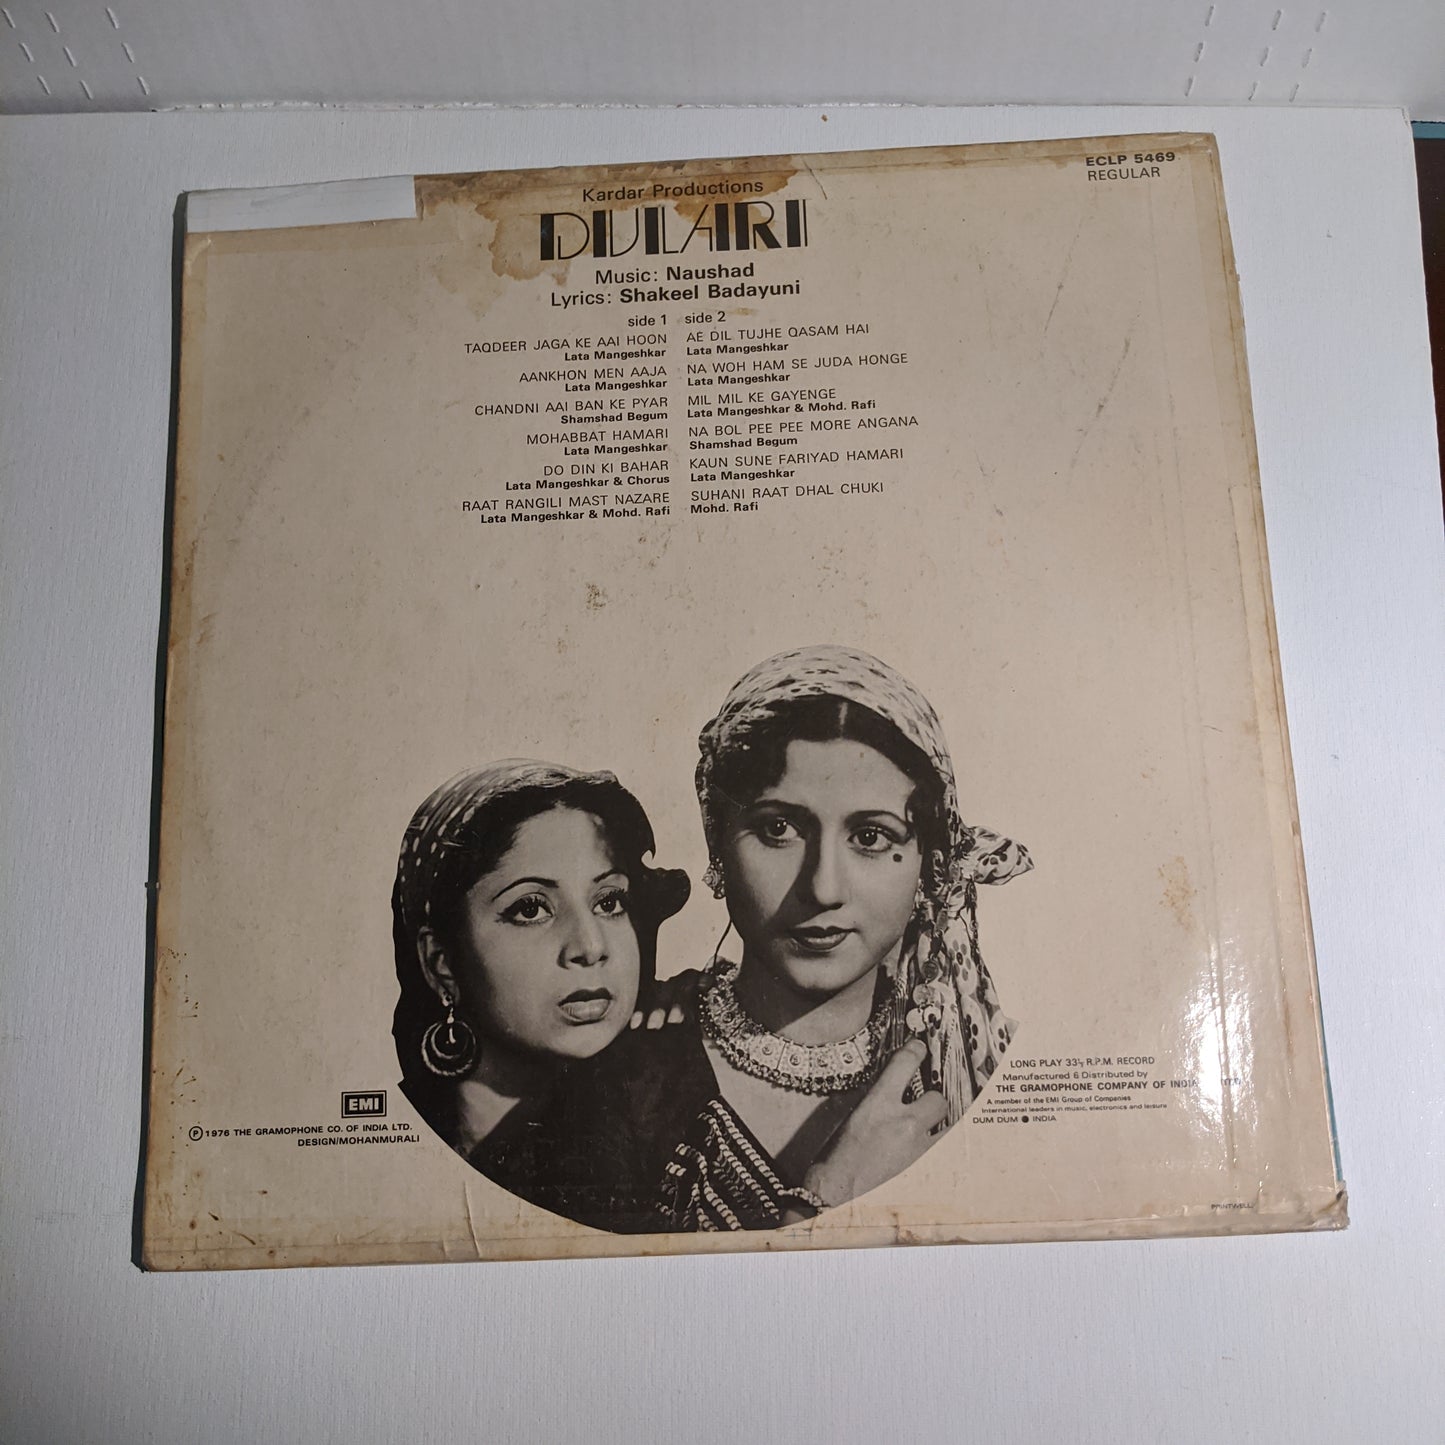 ECLP 5469
REGULAR
Kardar Productions
DULARI
Music: Naushad
Lyrics: Shakeel Badayuni
side 1
TAQDEER JAGA KE AAI HOON
Lata Mangeshkar
AANKHON MEN AAJA
Lata Mangeshkar
CHANDNI AAI BAN KE PYAR
Shamshad Begum
MOHABBAT HAMARI
Lata Mangeshkar
DO DIN KI BAHAR
Lata Mangeshkar & Chorus
RAAT RANGILI MAST NAZARE
Lata Mangeshkar & Mohd. Rafi
side 2
AE DIL TUJHE QASAM HAI
Lata Mangeshkar
NA WOH HAM SE JUDA HONGE
Lata Mangeshkar
MIL MIL KE GAYENGE
Lata Mangeshkar & Mohd. Rafi
NA BOL PEE PEE MORE ANGANA
Shamshad Begum
KAUN SUNE FARIYAD HAMARI
Lata Mangeshkar
SUHANI RAAT DHAL CHUKI
Mohd. Rafi
EMI
Ⓟ 1976 THE GRAMOPHONE CO. OF INDIA LTD.
DESIGN/MOHANMURALI
LONG PLAY 33⅓ R.P.M. RECORD
Manufactured & Distributed by
THE GRAMOPHONE COMPANY OF INDIA
A member of the EMI Group of Companies
International leaders in music, electronics and leisure
DUM DUM ● INDIA
PRINTWELL